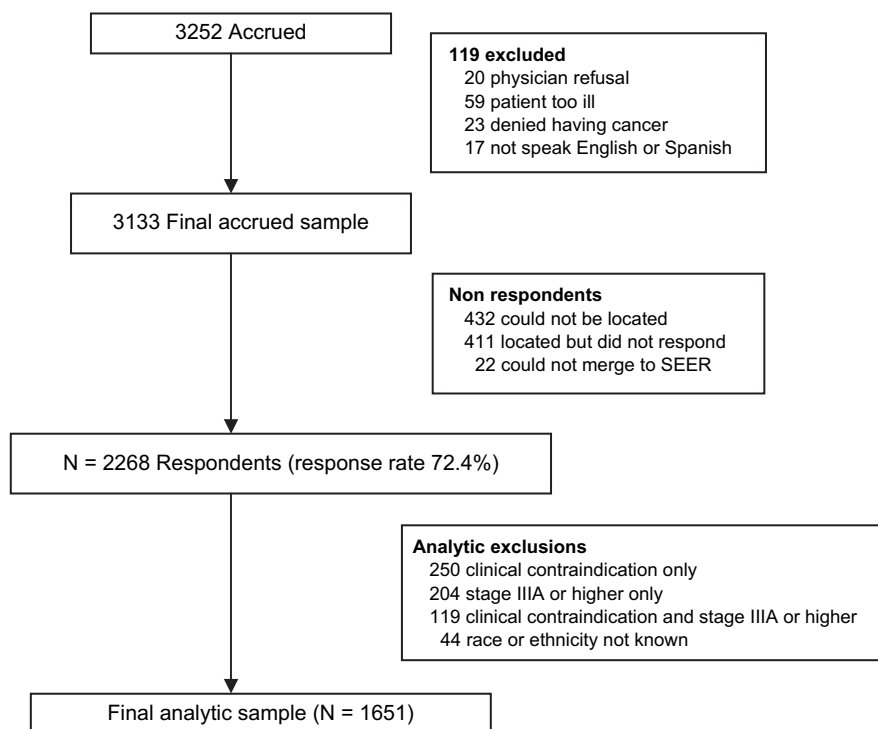 3252 Accrued
119 excluded
20 physician refusal
59 patient too ill
23 denied having cancer
17 not speak English or Spanish
3133 Final accrued sample
Non respondents
432 could not be located
411 located but did not respond
22 could not merge to SEER
N = 2268 Respondents (response rate 72.4%)
Analytic exclusions
250 clinical contraindication only
204 stage IIIA or higher only
119 clinical contraindication and stage IIIA or higher
44 race or ethnicity not known
Final analytic sample (N = 1651)